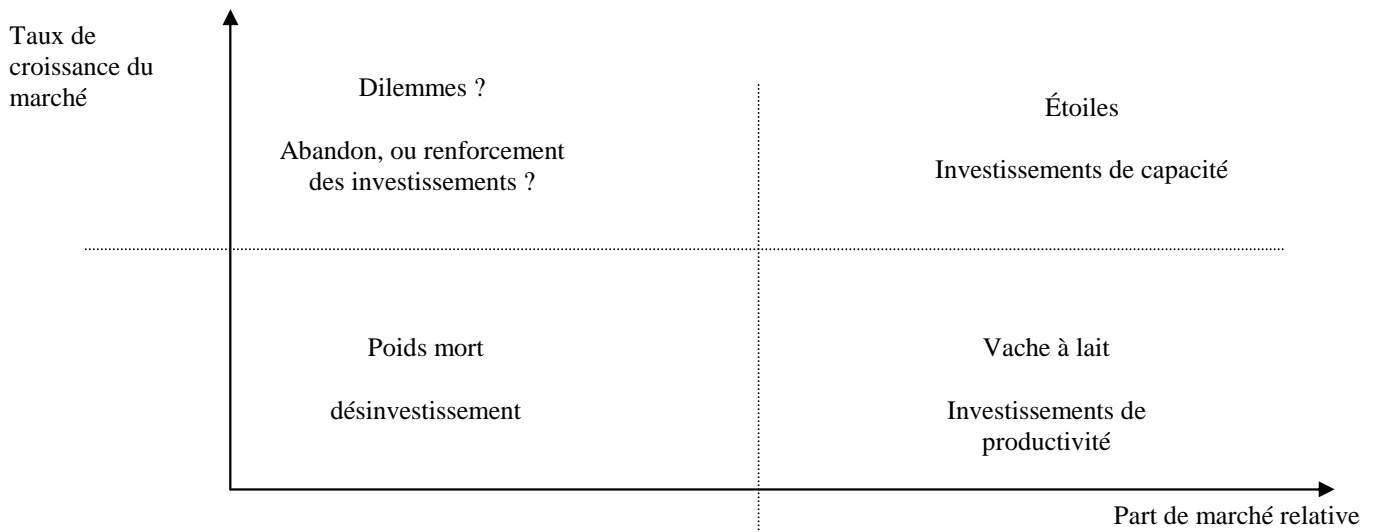 Taux de
croissance du
marché
Dilemmes ?
Abandon, ou renforcement
des investissements ?
Étoiles
Investissements de capacité
Poids mort
désinvestissement
Vache à lait
Investissements de
productivité
Part de marché relative